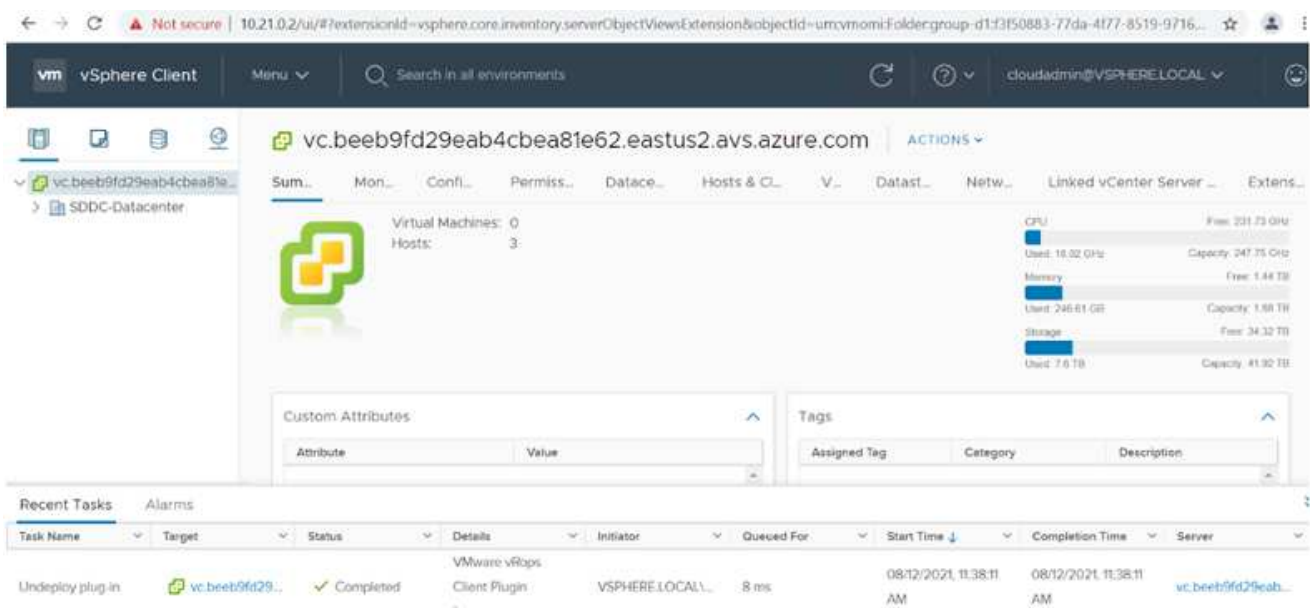 Not secure | 10.21.0.2/ui/#?extensionId=vsphere.core.inventory.serverObjectViewsExtension&objectId=urn:vmomi:Folder:group-d1:f3f50883-77da-4f77-8519-9716...
vm vSphere Client Menu Search in all environments cloudadmin@VSPHERE.LOCAL
vc.beeb9fd29eab4cbea81e62.eastus2.avs.azure.com ACTIONS
vc.beeb9fd29eab4cbea81e...
SDDC-Datacenter
Sum... Mon... Confi... Permiss... Datace... Hosts & Cl... V... Datast... Netw... Linked vCenter Server ... Extens...
Virtual Machines: 0
Hosts: 3
CPU Free: 231.73 GHz
Used: 16.02 GHz Capacity: 247.75 GHz
Memory Free: 1.44 TB
Used: 246.61 GB Capacity: 1.68 TB
Storage Free: 34.32 TB
Used: 7.6 TB Capacity: 41.92 TB
Custom Attributes
Attribute Value
Tags
Assigned Tag Category Description
Recent Tasks Alarms
Task Name Target Status Details Initiator Queued For Start Time Completion Time Server
Undeploy plug-in vc.beeb9fd29... Completed VMware vRops Client Plugin VSPHERE.LOCAL\... 8 ms 08/12/2021, 11:38:11 AM 08/12/2021, 11:38:11 AM vc.beeb9fd29eab...